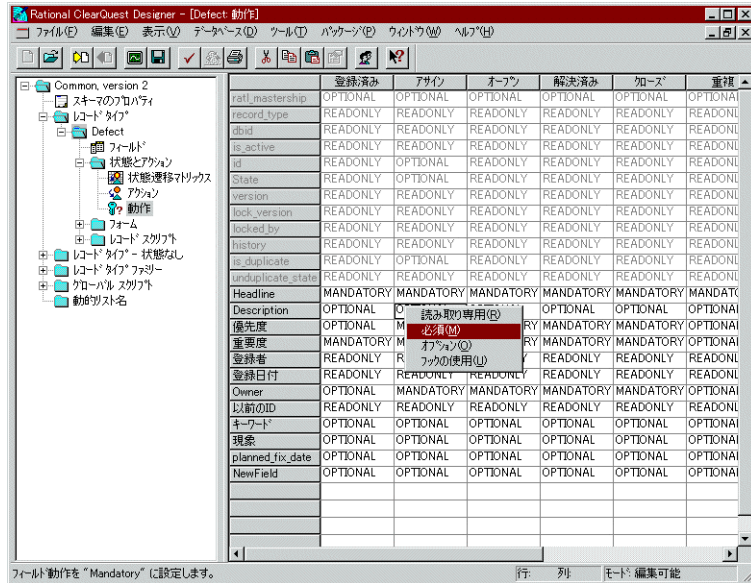 Rational ClearQuest Designer - [Defect: 動作]
ファイル(F) 編集(E) 表示(V) データベース(D) ツール(T) パッケージ(P) ウィンドウ(W) ヘルプ(H)
Common, version 2
スキーマのプロパティ
レコード タイプ
Defect
フィールド
状態とアクション
状態遷移マトリックス
アクション
動作
フォーム
レコード スクリプト
レコード タイプ - 状態なし
レコード タイプ ファミリー
グローバル スクリプト
動的リスト名
登録済み アサイン オープン 解決済み クローズ 重複
ratl_mastership OPTIONAL OPTIONAL OPTIONAL OPTIONAL OPTIONAL OPTIONAL
record_type READONLY READONLY READONLY READONLY READONLY READONL
dbid READONLY READONLY READONLY READONLY READONLY READONL
is_active READONLY READONLY READONLY READONLY READONLY READONL
id READONLY OPTIONAL READONLY READONLY READONLY READONL
State READONLY OPTIONAL READONLY READONLY READONLY READONL
version READONLY READONLY READONLY READONLY READONLY READONL
lock_version READONLY READONLY READONLY READONLY READONLY READONL
locked_by READONLY READONLY READONLY READONLY READONLY READONL
history READONLY READONLY READONLY READONLY READONLY READONL
is_duplicate READONLY OPTIONAL READONLY READONLY READONLY READONL
unduplicate_state READONLY READONLY READONLY READONLY READONLY READONL
Headline MANDATORY MANDATORY MANDATORY MANDATORY MANDATORY MANDAT
Description OPTIONAL OPTIONAL OPTIONAL OPTIONAL
優先度 OPTIONAL M RY MANDATORY MANDATORY OPTIONAL
重要度 MANDATORY M RY MANDATORY MANDATORY OPTIONAL
登録者 READONLY R READONLY READONLY READONL
登録日付 READONLY READONLY READONLY READONLY READONLY READONL
Owner OPTIONAL MANDATORY MANDATORY MANDATORY MANDATORY OPTIONAL
以前のID READONLY READONLY READONLY READONLY READONLY READONL
キーワード OPTIONAL OPTIONAL OPTIONAL OPTIONAL OPTIONAL OPTIONAL
現象 OPTIONAL OPTIONAL OPTIONAL OPTIONAL OPTIONAL OPTIONAL
planned_fix_date OPTIONAL OPTIONAL OPTIONAL OPTIONAL OPTIONAL OPTIONAL
NewField OPTIONAL OPTIONAL OPTIONAL OPTIONAL OPTIONAL OPTIONAL
読み取り専用(R)
必須(M)
オプション(O)
フックの使用(U)
フィールド動作を "Mandatory" に設定します。 行: 列: モード: 編集可能